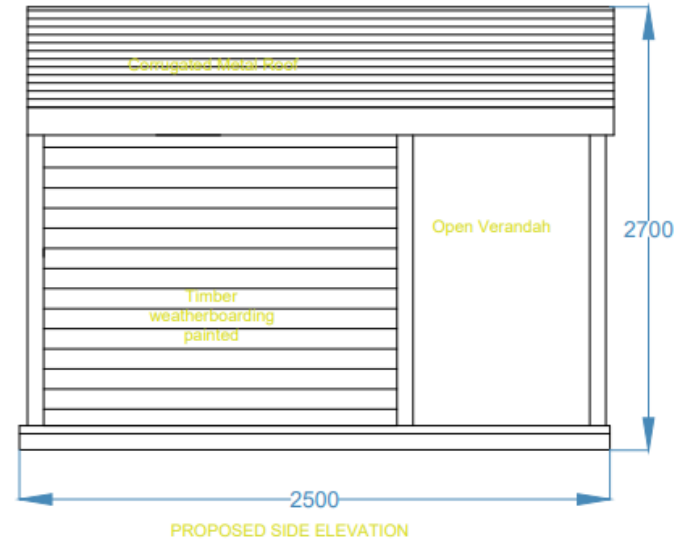 Corrugated Metal Roof
Open Verandah
2700
Timber
weatherboarding
painted
2500
PROPOSED SIDE ELEVATION